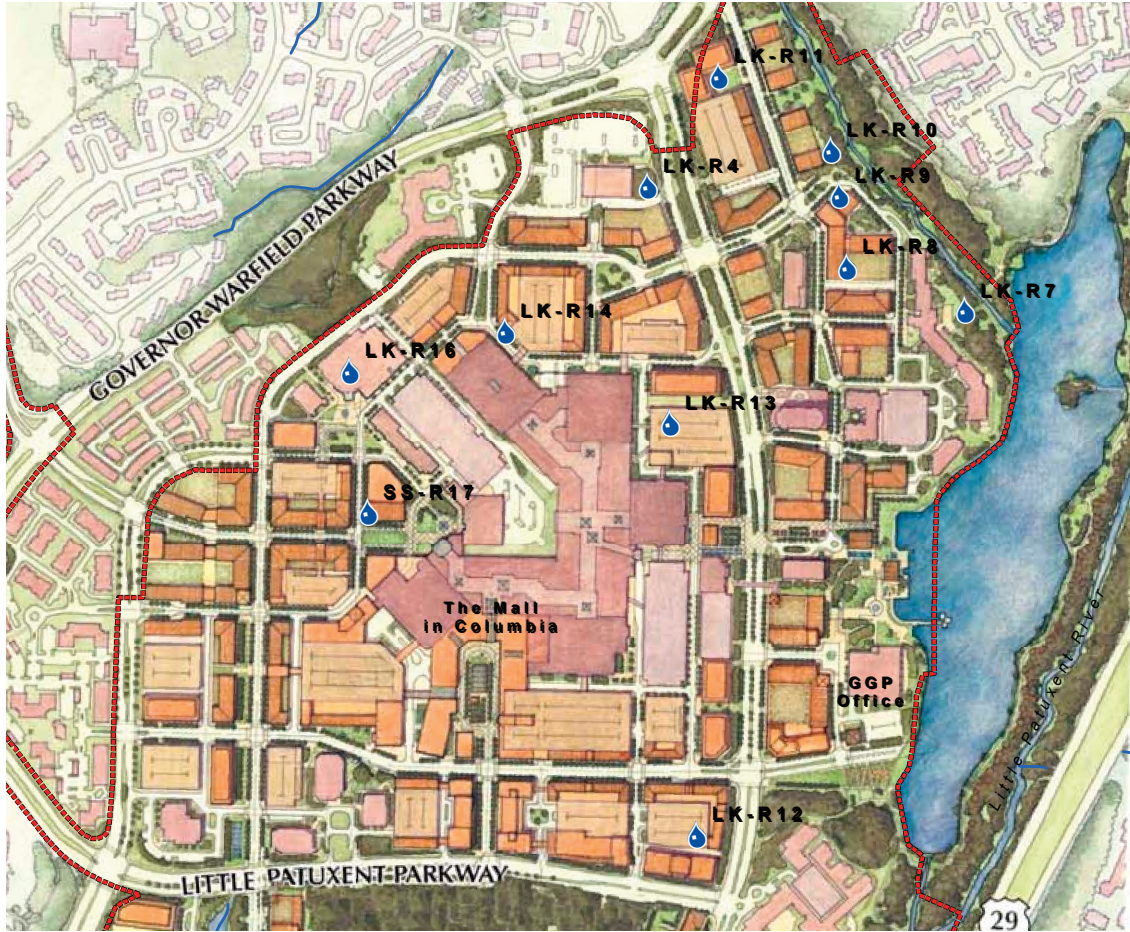 LK-R11
LK-R10
LK-R4
LK-R9
GOVERNOR WARFIELD PARKWAY
LK-R8
LK-R7
LK-R14
LK-R16
LK-R13
SS-R17
The Mall
in Columbia
GGP
Office
Little Patuxent River
LK-R12
LITTLE PATUXENT PARKWAY
29